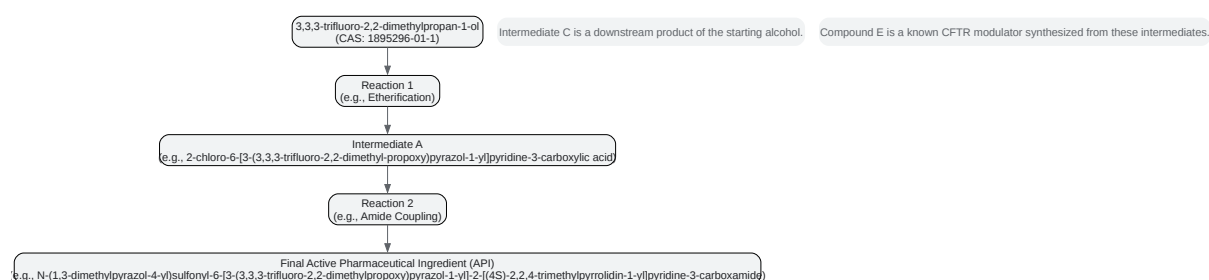 3,3,3-trifluoro-2,2-dimethylpropan-1-ol
(CAS: 1895296-01-1)
Intermediate C is a downstream product of the starting alcohol.
Compound E is a known CFTR modulator synthesized from these intermediates.
Reaction 1
(e.g., Etherification)
Intermediate A
(e.g., 2-chloro-6-[3-(3,3,3-trifluoro-2,2-dimethyl-propoxy)pyrazol-1-yl]pyridine-3-carboxylic acid)
Reaction 2
(e.g., Amide Coupling)
Final Active Pharmaceutical Ingredient (API)
(e.g., N-(1,3-dimethylpyrazol-4-yl)sulfonyl-6-[3-(3,3,3-trifluoro-2,2-dimethylpropoxy)pyrazol-1-yl]-2-[(4S)-2,2,4-trimethylpyrrolidin-1-yl]pyridine-3-carboxamide)